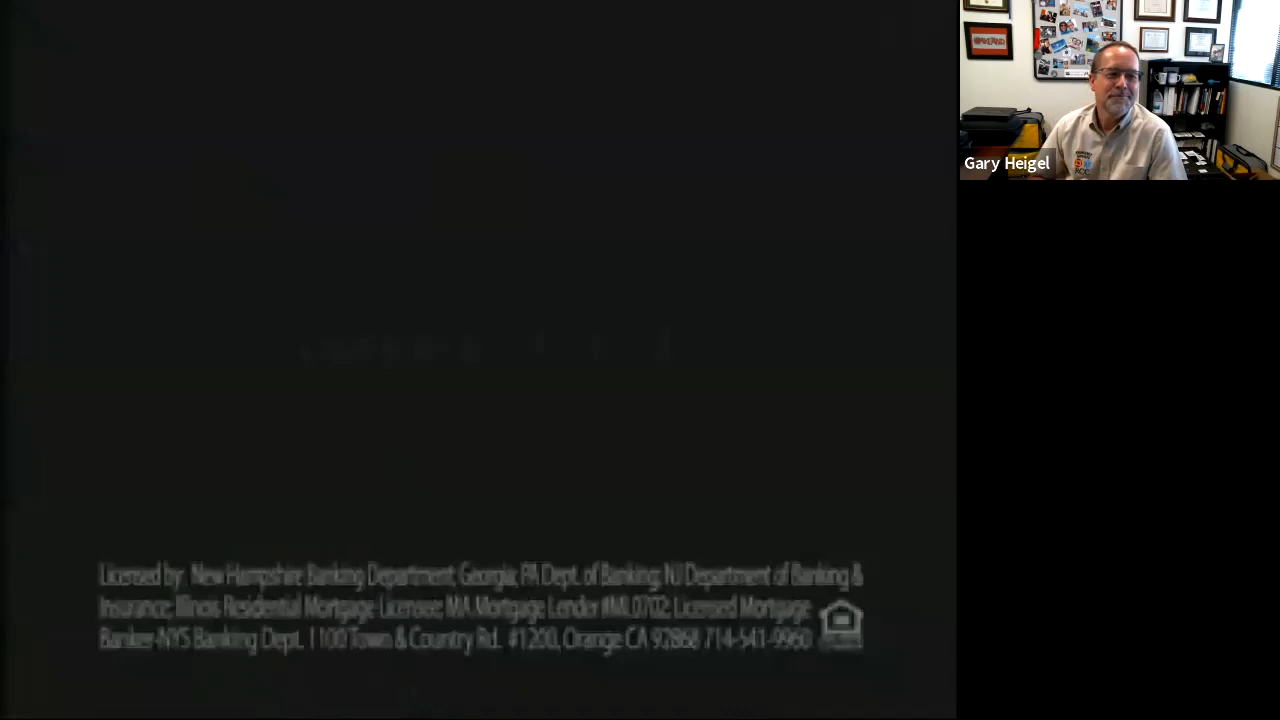 Gary Heigel
Licensed by: New Hampshire Banking Department; Georgia; PA Dept. of Banking; NJ Department of Banking &
Insurance; Illinois Residential Mortgage Licensee; MA Mortgage Lender #ML0702; Licensed Mortgage
Banker-NYS Banking Dept. 1100 Town & Country Rd. #1200, Orange CA 92868 714-541-9960